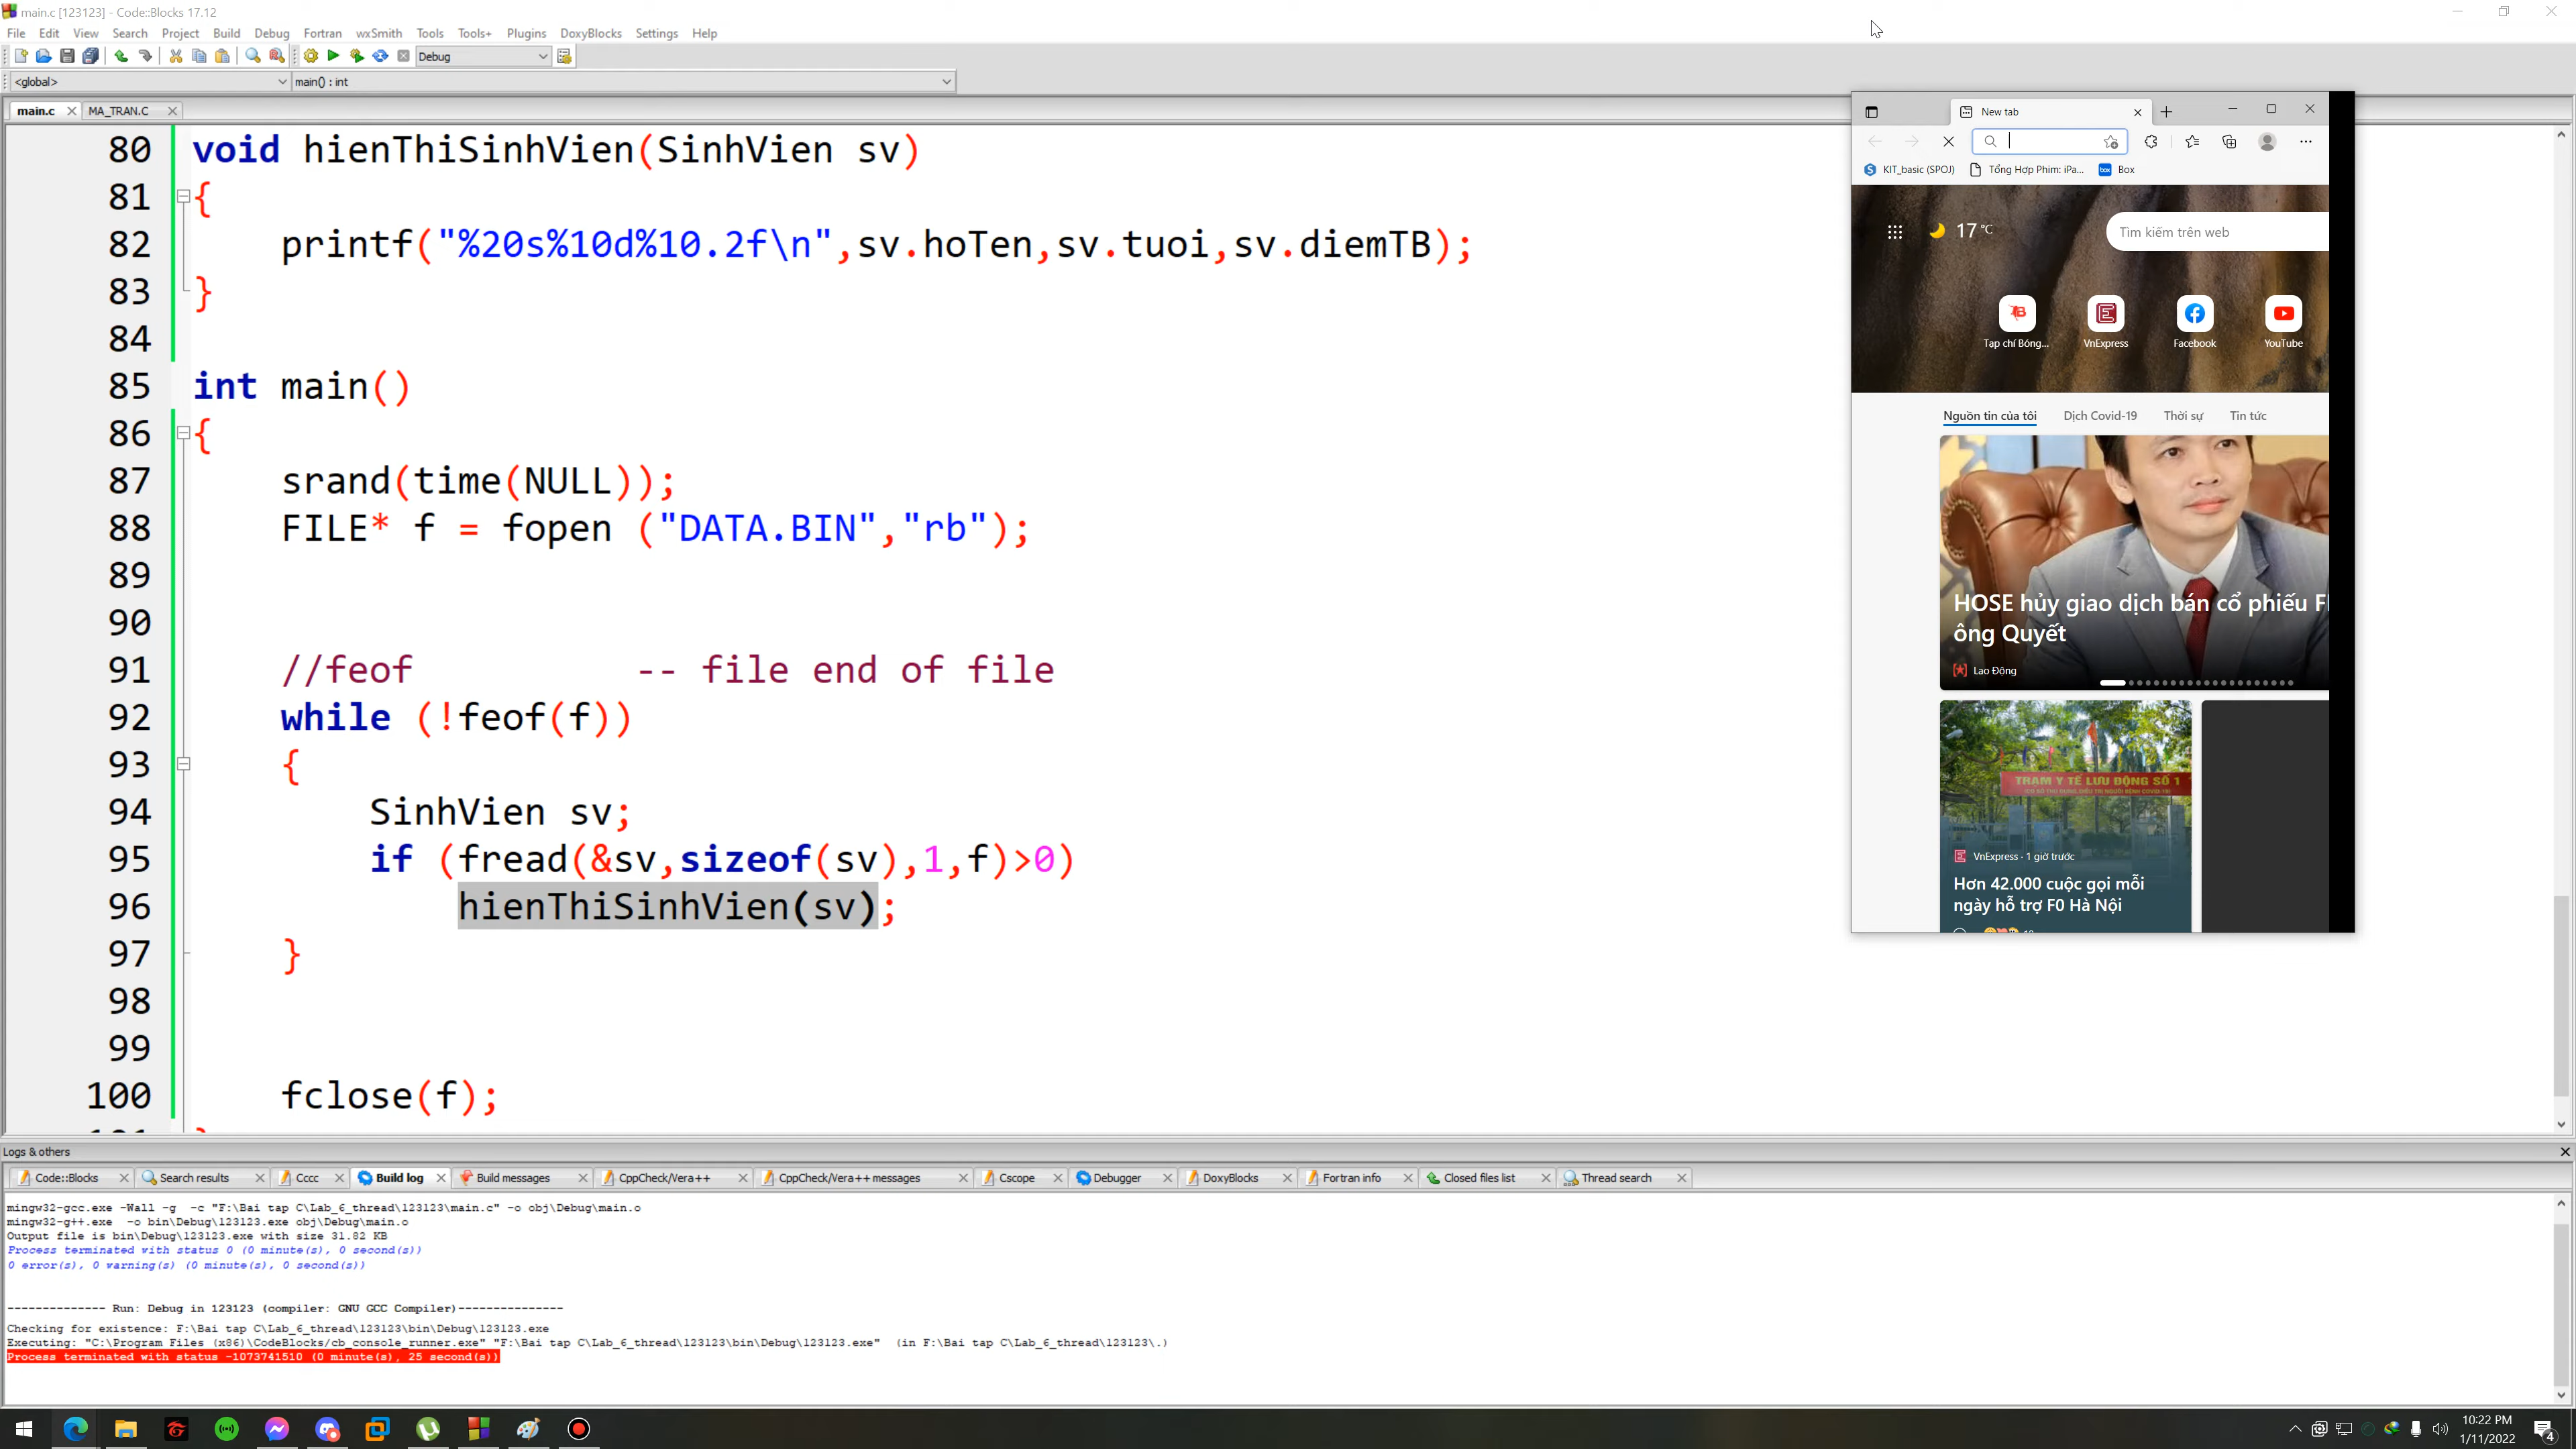 main.c [123123] - Code::Blocks 17.12
File Edit View Search Project Build Debug Fortran wxSmith Tools Tools+ Plugins DoxyBlocks Settings Help
Debug
<global> main() : int
main.c MA_TRAN.C
80 void hienThiSinhVien(SinhVien sv)
81 {
82 printf("%20s%10d%10.2f\n",sv.hoTen,sv.tuoi,sv.diemTB);
83 }
84
85 int main()
86 {
87 srand(time(NULL));
88 FILE* f = fopen ("DATA.BIN","rb");
89
90
91 //feof -- file end of file
92 while (!feof(f))
93 {
94 SinhVien sv;
95 if (fread(&sv,sizeof(sv),1,f)>0)
96 hienThiSinhVien(sv);
97 }
98
99
100 fclose(f);
New tab
KIT_basic (SPOJ) Tổng Hợp Phim: iPa... box Box
17 °C
Tìm kiếm trên web
Tạp chí Bóng... VnExpress Facebook YouTube
Nguồn tin của tôi Dịch Covid-19 Thời sự Tin tức
HOSE hủy giao dịch bán cổ phiếu F
ông Quyết
Lao Động
TRẠM Y TẾ LƯU ĐỘNG SỐ 1
VnExpress · 1 giờ trước
Hơn 42.000 cuộc gọi mỗi
ngày hỗ trợ F0 Hà Nội
Logs & others
Code::Blocks Search results Cccc Build log Build messages CppCheck/Vera++ CppCheck/Vera++ messages Cscope Debugger DoxyBlocks Fortran info Closed files list Thread search
mingw32-gcc.exe -Wall -g -c "F:\Bai tap C\Lab_6_thread\123123\main.c" -o obj\Debug\main.o
mingw32-g++.exe -o bin\Debug\123123.exe obj\Debug\main.o
Output file is bin\Debug\123123.exe with size 31.82 KB
Process terminated with status 0 (0 minute(s), 0 second(s))
0 error(s), 0 warning(s) (0 minute(s), 0 second(s))
-------------- Run: Debug in 123123 (compiler: GNU GCC Compiler)---------------
Checking for existence: F:\Bai tap C\Lab_6_thread\123123\bin\Debug\123123.exe
Executing: "C:\Program Files (x86)\CodeBlocks/cb_console_runner.exe" "F:\Bai tap C\Lab_6_thread\123123\bin\Debug\123123.exe" (in F:\Bai tap C\Lab_6_thread\123123\.)
Process terminated with status -1073741510 (0 minute(s), 25 second(s))
10:22 PM
1/11/2022
4